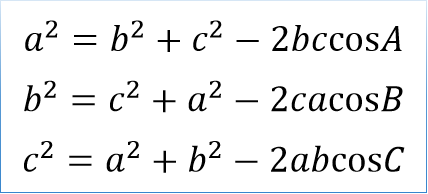 a² = b² + c² − 2bccosA
b² = c² + a² − 2cacosB
c² = a² + b² − 2abcosC